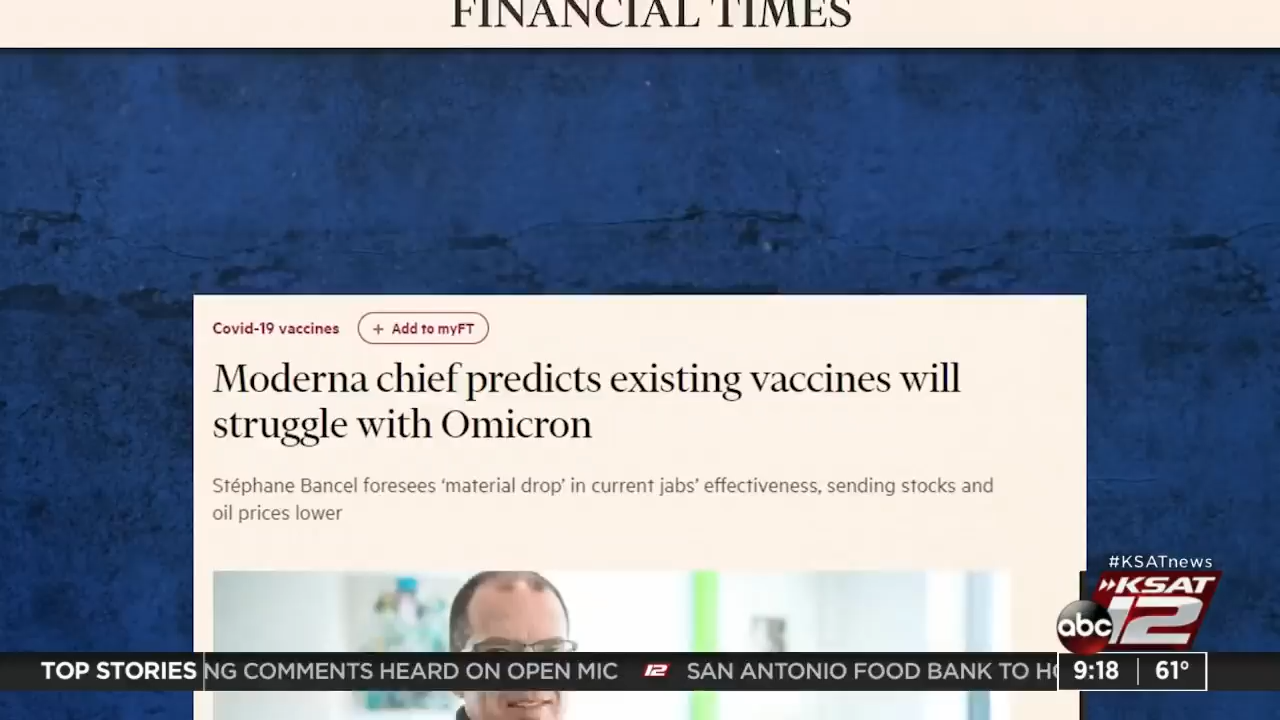 FINANCIAL TIMES
Covid-19 vaccines
+ Add to myFT
Moderna chief predicts existing vaccines will
struggle with Omicron
Stéphane Bancel foresees ‘material drop’ in current jabs’ effectiveness, sending stocks and
oil prices lower
#KSATnews
KSAT
12
abc
TOP STORIES
NG COMMENTS HEARD ON OPEN MIC 12 SAN ANTONIO FOOD BANK TO
9:18 61°